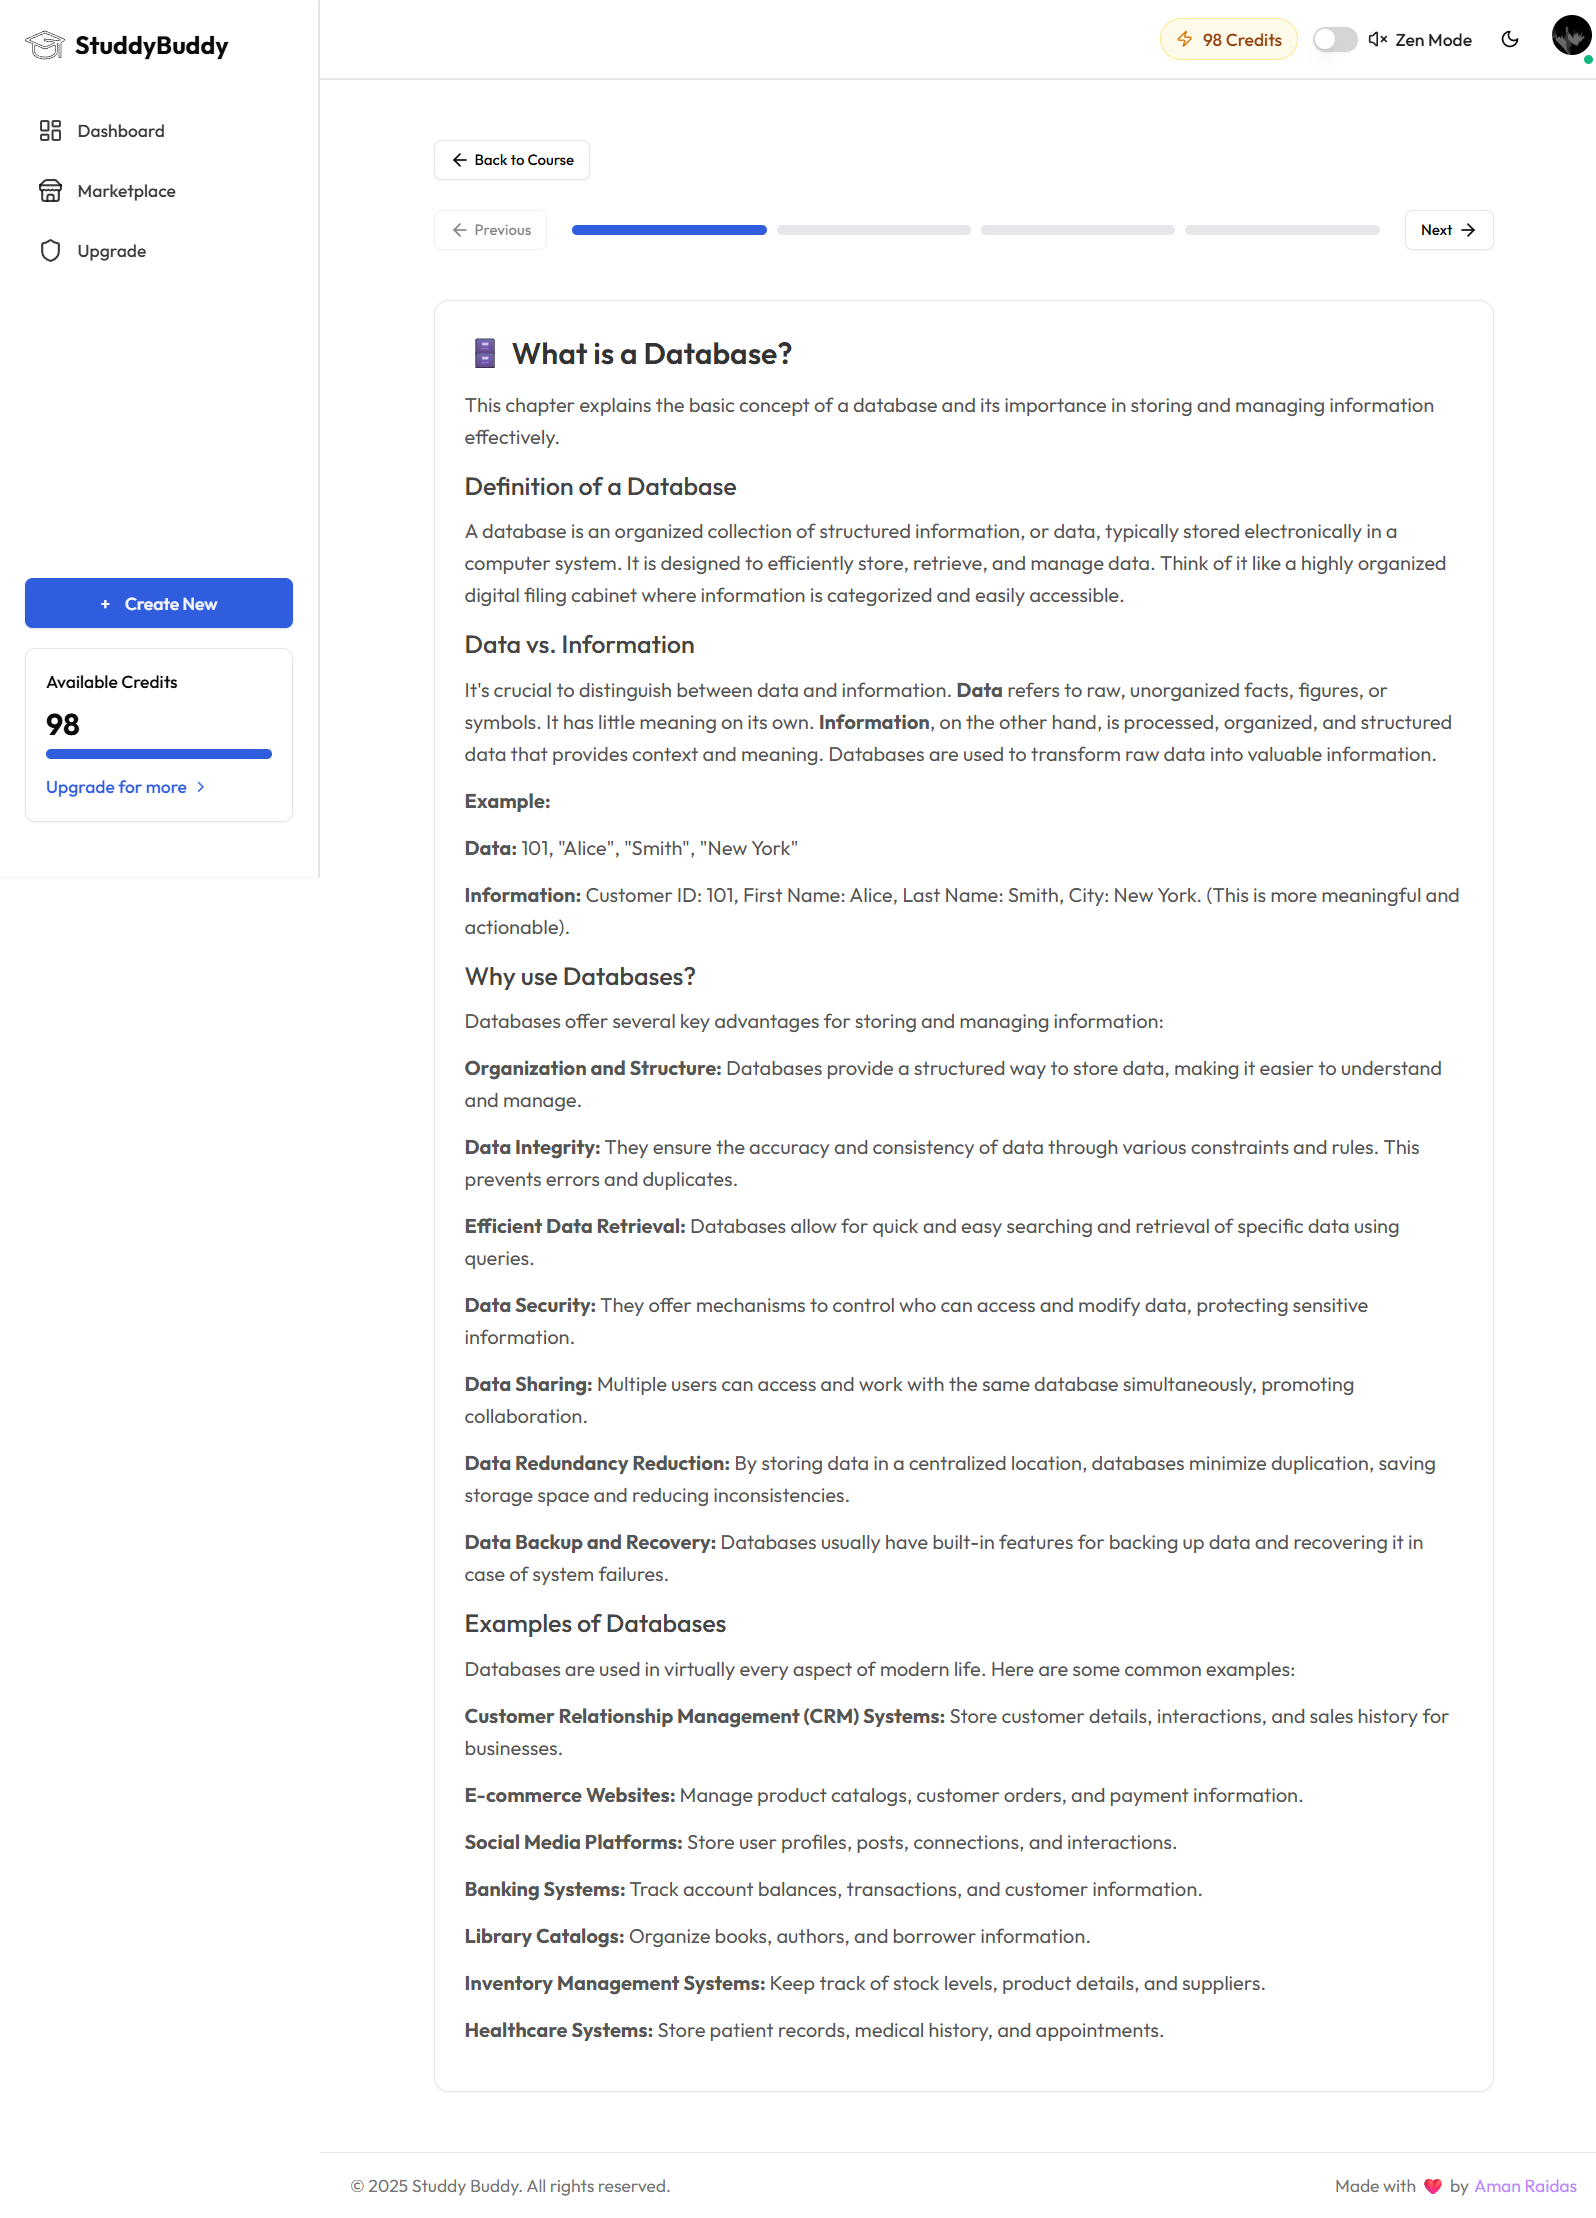 StuddyBuddy
98 Credits
Zen Mode
Dashboard
Marketplace
Upgrade
+ Create New
Available Credits
98
Upgrade for more
Back to Course
Previous
Next
What is a Database?
This chapter explains the basic concept of a database and its importance in storing and managing information
effectively.
Definition of a Database
A database is an organized collection of structured information, or data, typically stored electronically in a
computer system. It is designed to efficiently store, retrieve, and manage data. Think of it like a highly organized
digital filing cabinet where information is categorized and easily accessible.
Data vs. Information
It's crucial to distinguish between data and information. Data refers to raw, unorganized facts, figures, or
symbols. It has little meaning on its own. Information, on the other hand, is processed, organized, and structured
data that provides context and meaning. Databases are used to transform raw data into valuable information.
Example:
Data: 101, "Alice", "Smith", "New York"
Information: Customer ID: 101, First Name: Alice, Last Name: Smith, City: New York. (This is more meaningful and
actionable).
Why use Databases?
Databases offer several key advantages for storing and managing information:
Organization and Structure: Databases provide a structured way to store data, making it easier to understand
and manage.
Data Integrity: They ensure the accuracy and consistency of data through various constraints and rules. This
prevents errors and duplicates.
Efficient Data Retrieval: Databases allow for quick and easy searching and retrieval of specific data using
queries.
Data Security: They offer mechanisms to control who can access and modify data, protecting sensitive
information.
Data Sharing: Multiple users can access and work with the same database simultaneously, promoting
collaboration.
Data Redundancy Reduction: By storing data in a centralized location, databases minimize duplication, saving
storage space and reducing inconsistencies.
Data Backup and Recovery: Databases usually have built-in features for backing up data and recovering it in
case of system failures.
Examples of Databases
Databases are used in virtually every aspect of modern life. Here are some common examples:
Customer Relationship Management (CRM) Systems: Store customer details, interactions, and sales history for
businesses.
E-commerce Websites: Manage product catalogs, customer orders, and payment information.
Social Media Platforms: Store user profiles, posts, connections, and interactions.
Banking Systems: Track account balances, transactions, and customer information.
Library Catalogs: Organize books, authors, and borrower information.
Inventory Management Systems: Keep track of stock levels, product details, and suppliers.
Healthcare Systems: Store patient records, medical history, and appointments.
© 2025 Studdy Buddy. All rights reserved.
Made with ❤️ by Aman Raidas